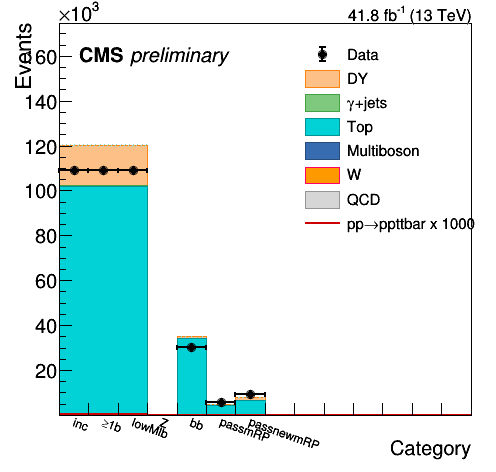 ×10³
41.8 fb⁻¹ (13 TeV)
Events
CMS preliminary
Data
DY
γ+jets
Top
Multiboson
W
QCD
pp→ppttbar x 1000
160
140
120
100
80
60
40
20
inc
≥1b
lowMlb
Z
bb
passmRP
passnewmRP
Category